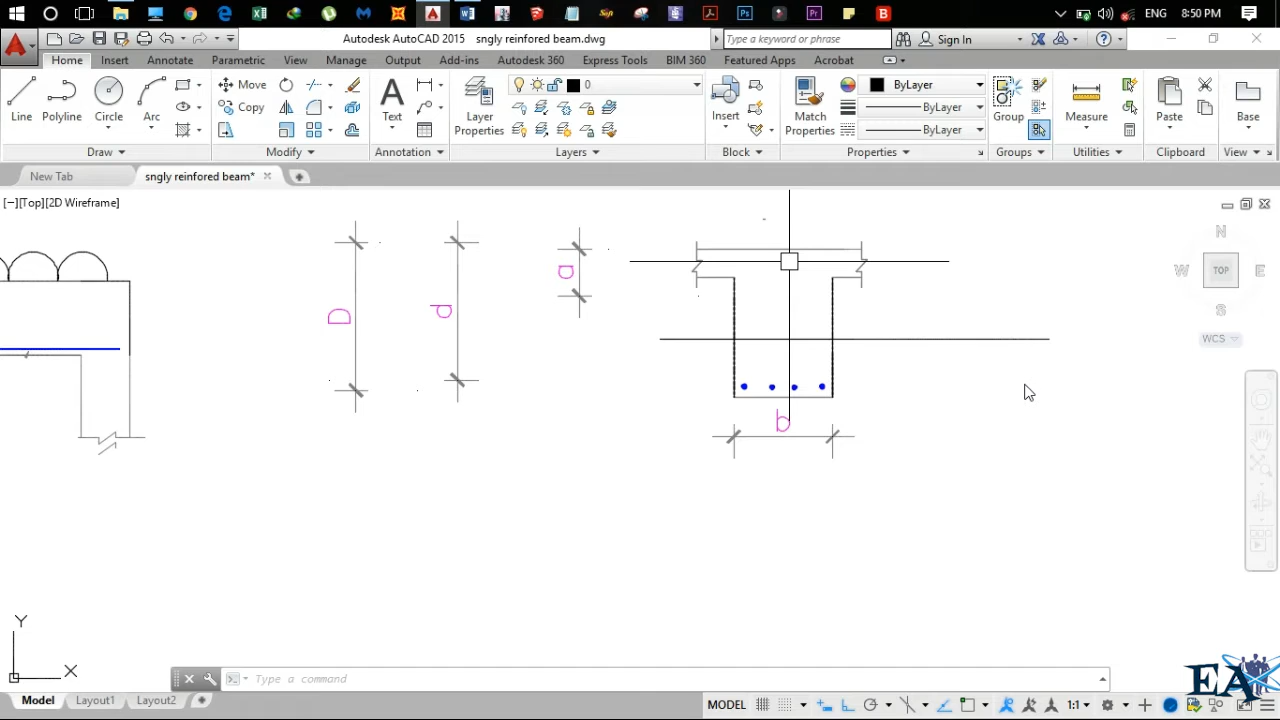 ENG 8:50 PM
Autodesk AutoCAD 2015 sngly reinfored beam.dwg
Type a keyword or phrase
Sign In
Home Insert Annotate Parametric View Manage Output Add-ins Autodesk 360 Express Tools BIM 360 Featured Apps Acrobat
Line Polyline Circle Arc
Move
Copy
Text
Layer
Properties
0
Insert
Match
Properties
ByLayer
ByLayer
ByLayer
Group
Measure
Paste
Base
Draw Modify Annotation Layers Block Properties Groups Utilities Clipboard View
New Tab sngly reinfored beam*
[−][Top][2D Wireframe]
N
W TOP E
S
WCS
D
d
a
b
Y
X
Type a command
EA
Model Layout1 Layout2
MODEL 1:1